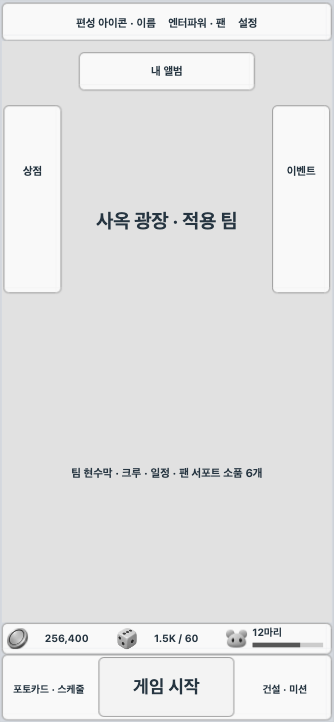 편성 아이콘 · 이름 엔터파워 · 팬 설정
내 앨범
상점
이벤트
사옥 광장 · 적용 팀
팀 현수막 · 크루 · 일정 · 팬 서포트 소품 6개
256,400
1.5K / 60
12마리
포토카드 · 스케줄
게임 시작
건설 · 미션